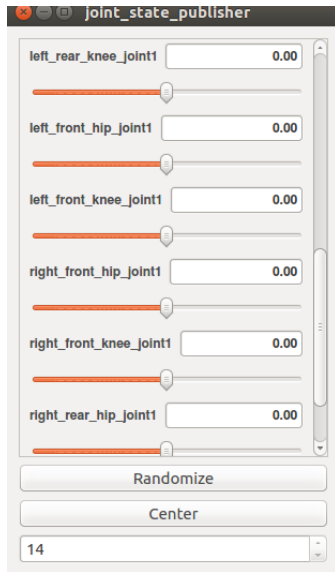 joint_state_publisher
left_rear_knee_joint1 0.00
left_front_hip_joint1 0.00
left_front_knee_joint1 0.00
right_front_hip_joint1 0.00
right_front_knee_joint1 0.00
right_rear_hip_joint1 0.00
Randomize
Center
14